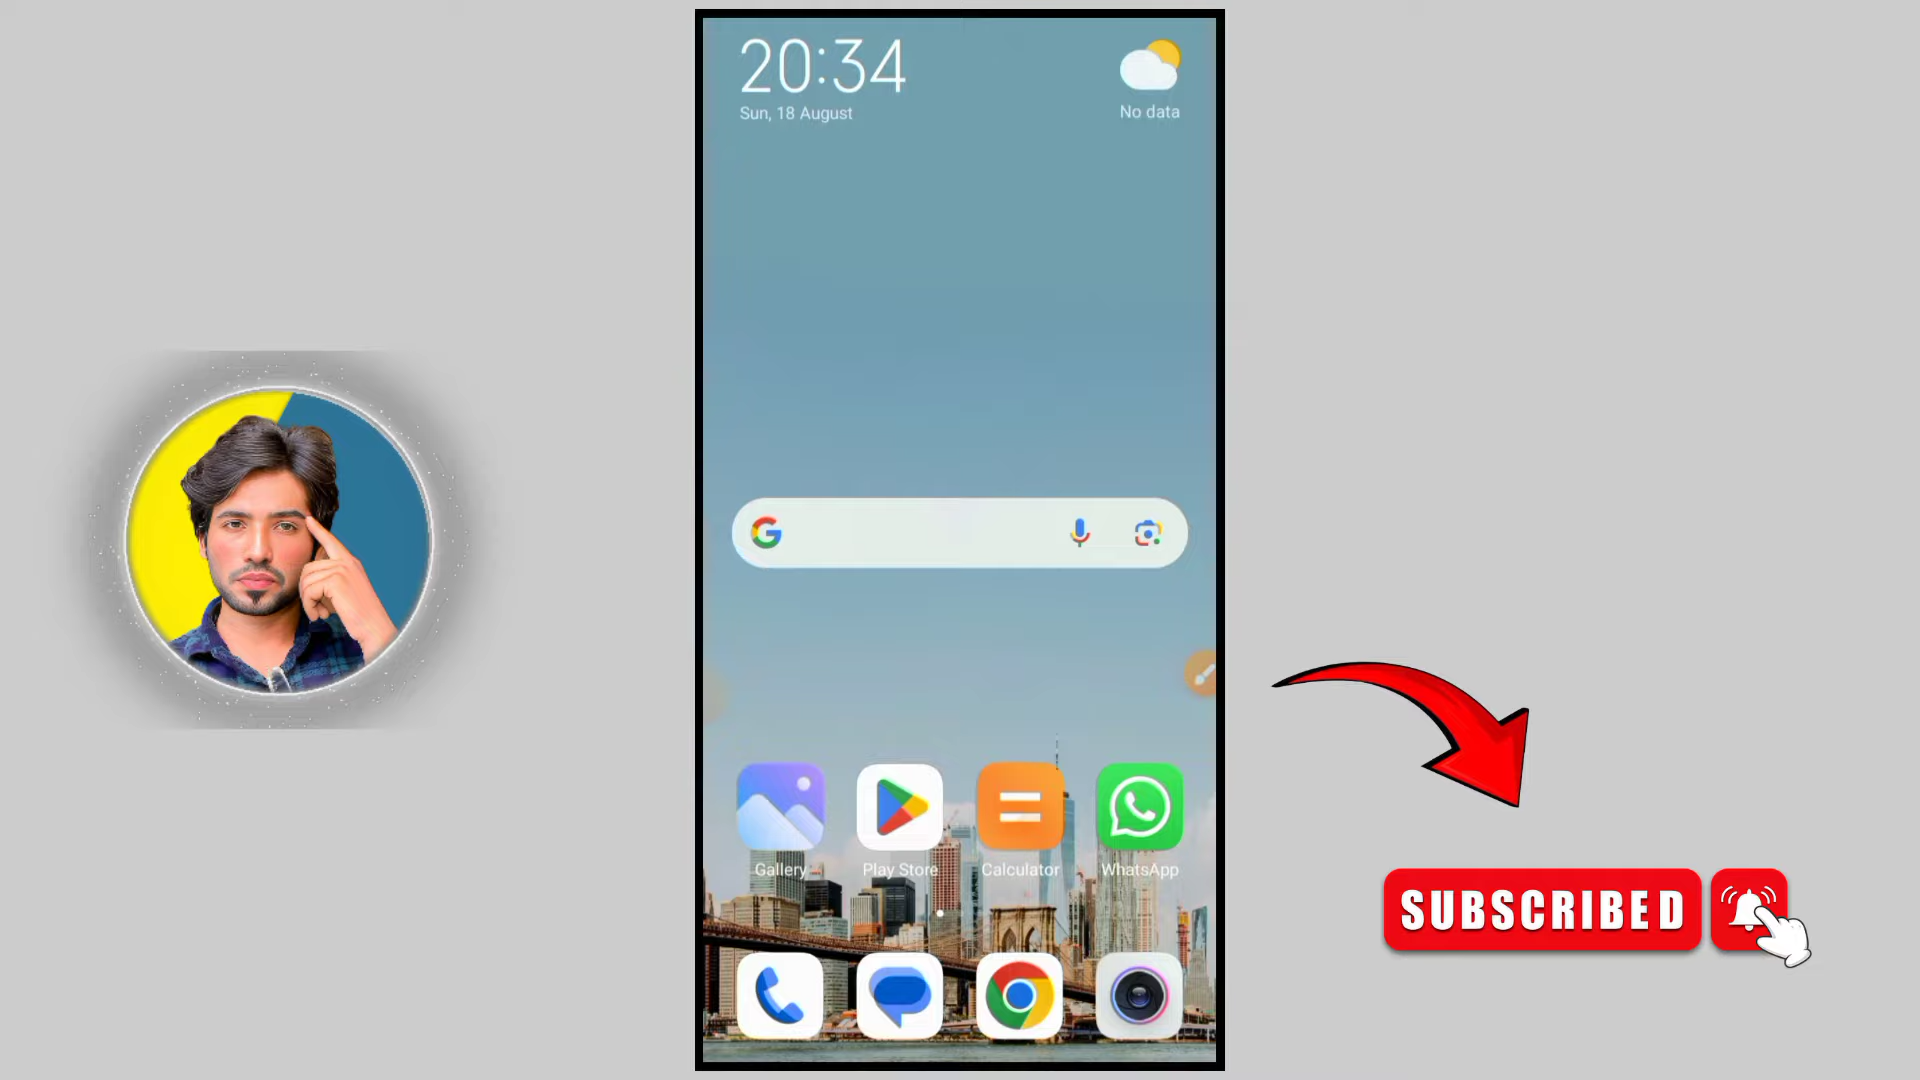 20:34
Sun, 18 August
No data
Gallery
Play Store
Calculator
WhatsApp
SUBSCRIBED